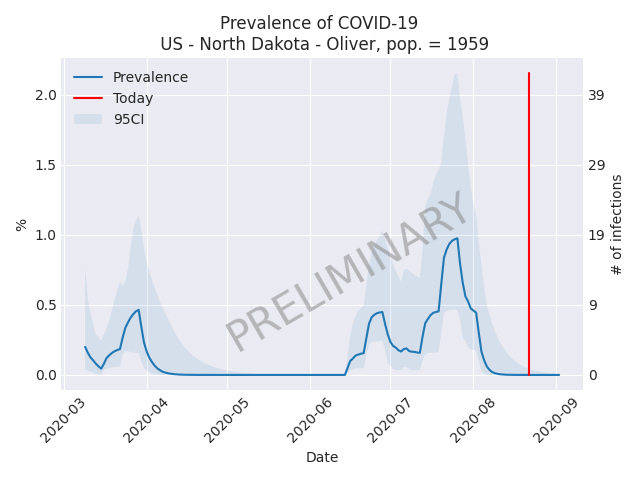 Prevalence of COVID-19
US - North Dakota - Oliver, pop. = 1959
Prevalence
Today
95CI
2.0
1.5
1.0
0.5
0.0
%
39
29
19
9
0
# of infections
PRELIMINARY
2020-03
2020-04
2020-05
2020-06
2020-07
2020-08
2020-09
Date